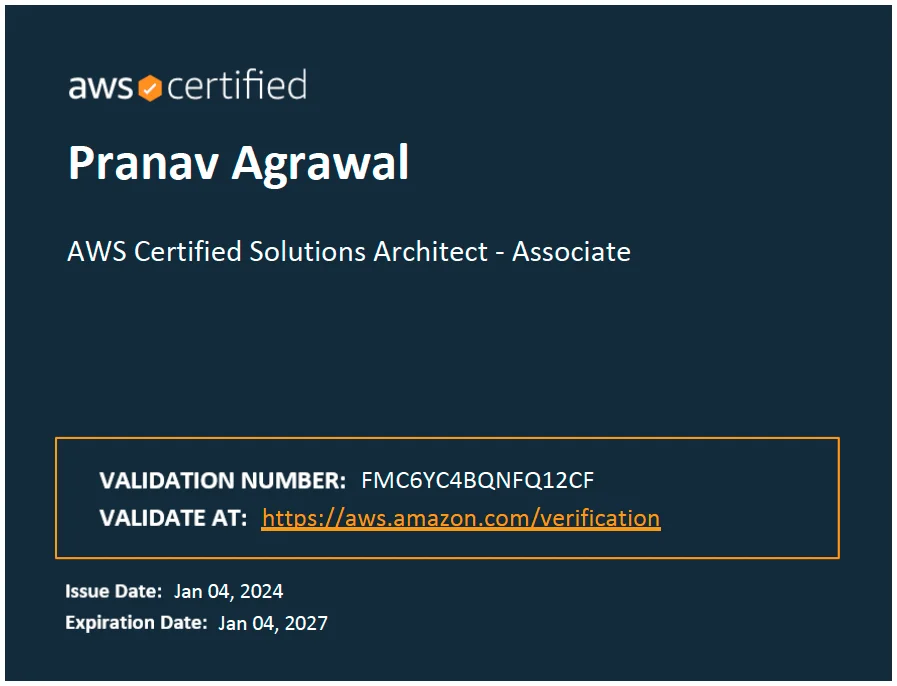 aws certified
Pranav Agrawal
AWS Certified Solutions Architect - Associate
VALIDATION NUMBER: FMC6YC4BQNFQ12CF
VALIDATE AT: https://aws.amazon.com/verification
Issue Date: Jan 04, 2024
Expiration Date: Jan 04, 2027